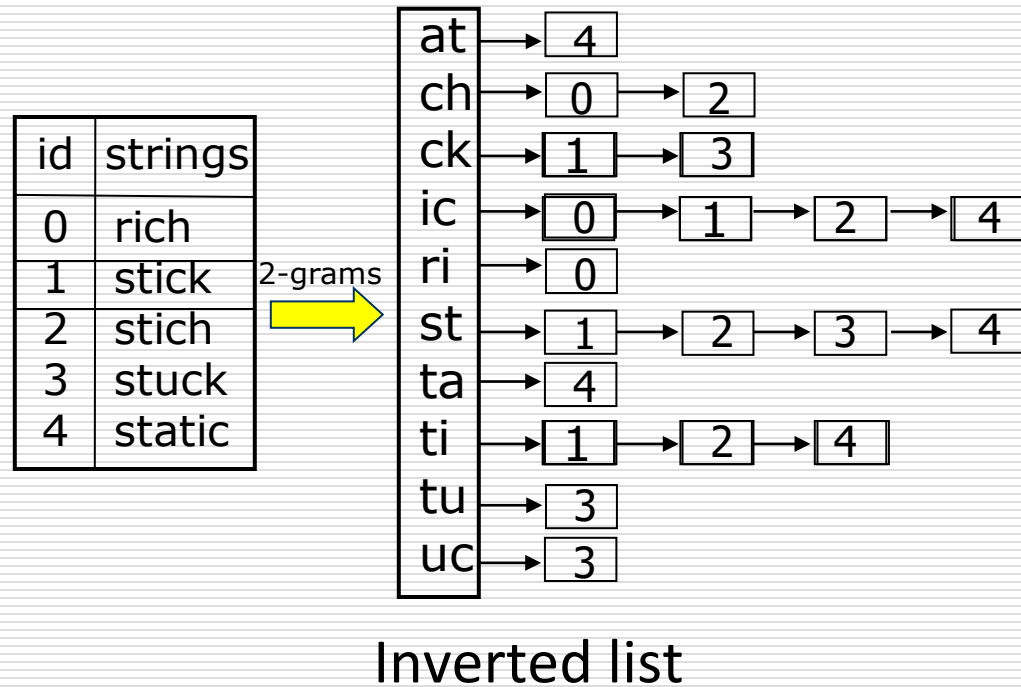 id strings
0 rich
1 stick
2 stich
3 stuck
4 static
2-grams
at 4
ch 0 2
ck 1 3
ic 0 1 2 4
ri 0
st 1 2 3 4
ta 4
ti 1 2 4
tu 3
uc 3
Inverted list